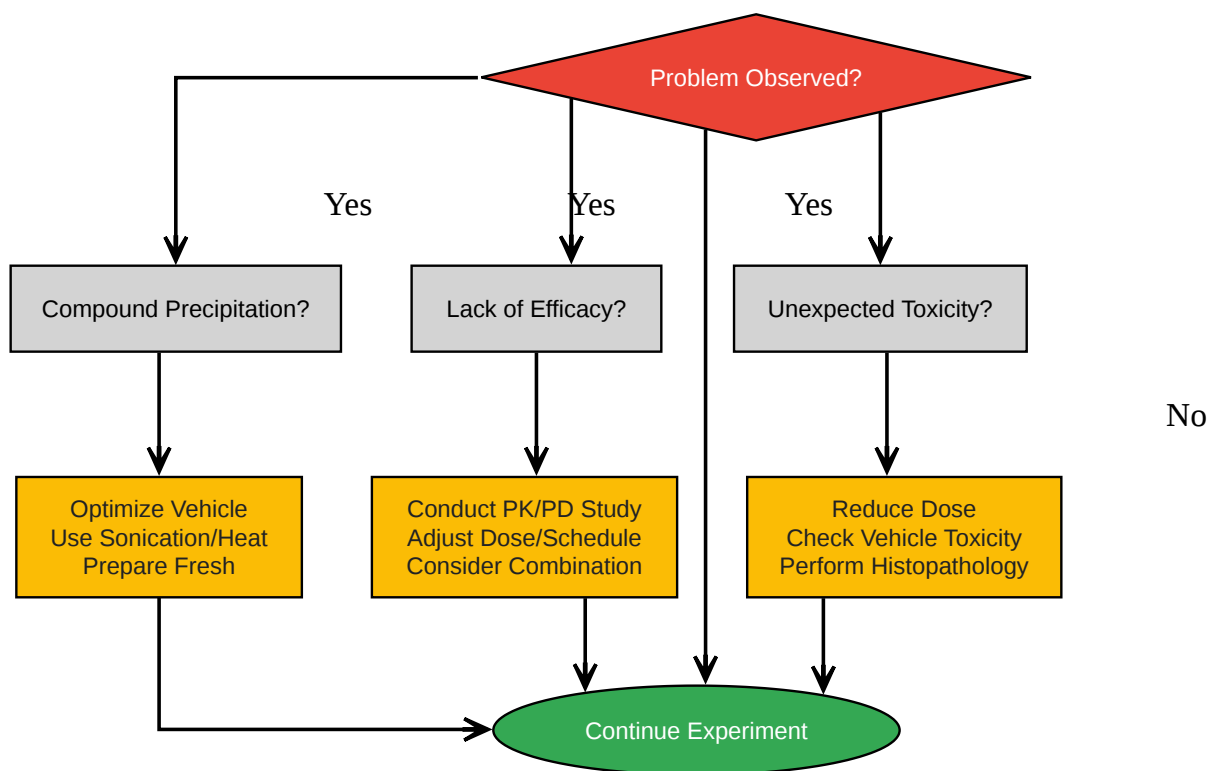 Problem Observed?
Yes
Yes
Yes
Compound Precipitation?
Lack of Efficacy?
Unexpected Toxicity?
No
Optimize Vehicle
Use Sonication/Heat
Prepare Fresh
Conduct PK/PD Study
Adjust Dose/Schedule
Consider Combination
Reduce Dose
Check Vehicle Toxicity
Perform Histopathology
Continue Experiment